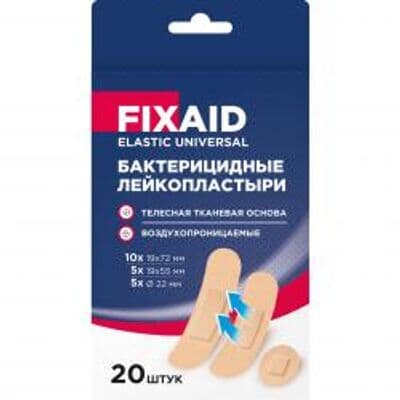 FIXAID
ELASTIC UNIVERSAL
БАКТЕРИЦИДНЫЕ
ЛЕЙКОПЛАСТЫРИ
ТЕЛЕСНАЯ ТКАНЕВАЯ ОСНОВА
ВОЗДУХОПРОНИЦАЕМЫЕ
10x 19x72 мм
5x 19x55 мм
5x Ø 22 мм
20 ШТУК